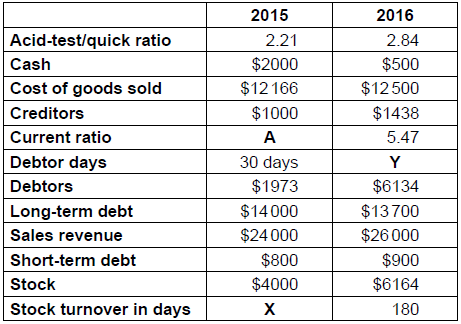 2015 2016
Acid-test/quick ratio 2.21 2.84
Cash $2000 $500
Cost of goods sold $12 166 $12 500
Creditors $1000 $1438
Current ratio A 5.47
Debtor days 30 days Y
Debtors $1973 $6134
Long-term debt $14 000 $13 700
Sales revenue $24 000 $26 000
Short-term debt $800 $900
Stock $4000 $6164
Stock turnover in days X 180